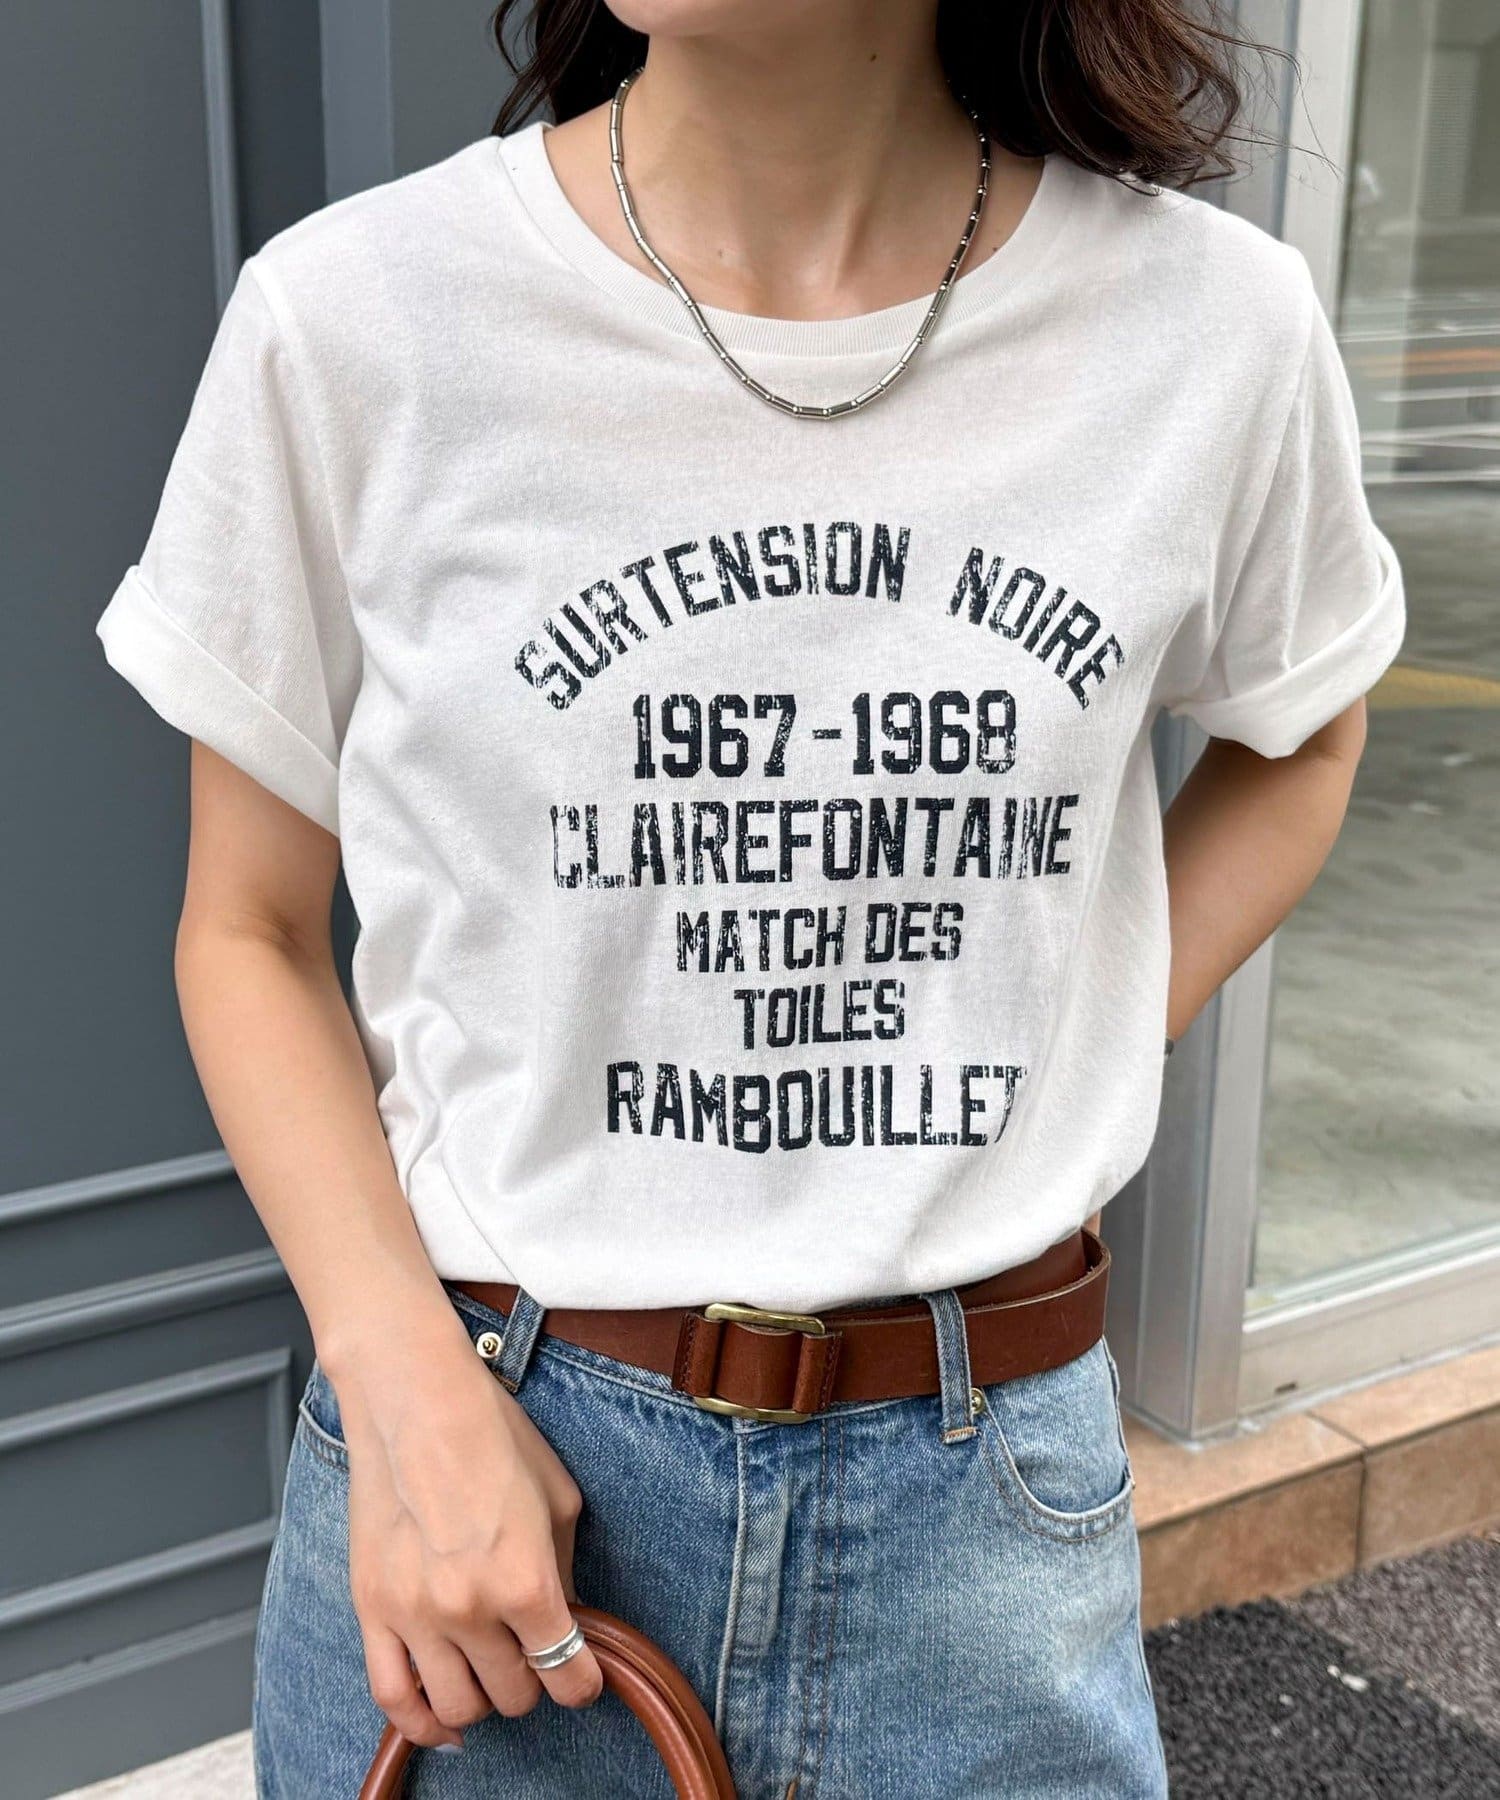 SURTENSION NOIRE
1967-1968
CLAIREFONTAINE
MATCH DES
TOILES
RAMBOUILLET